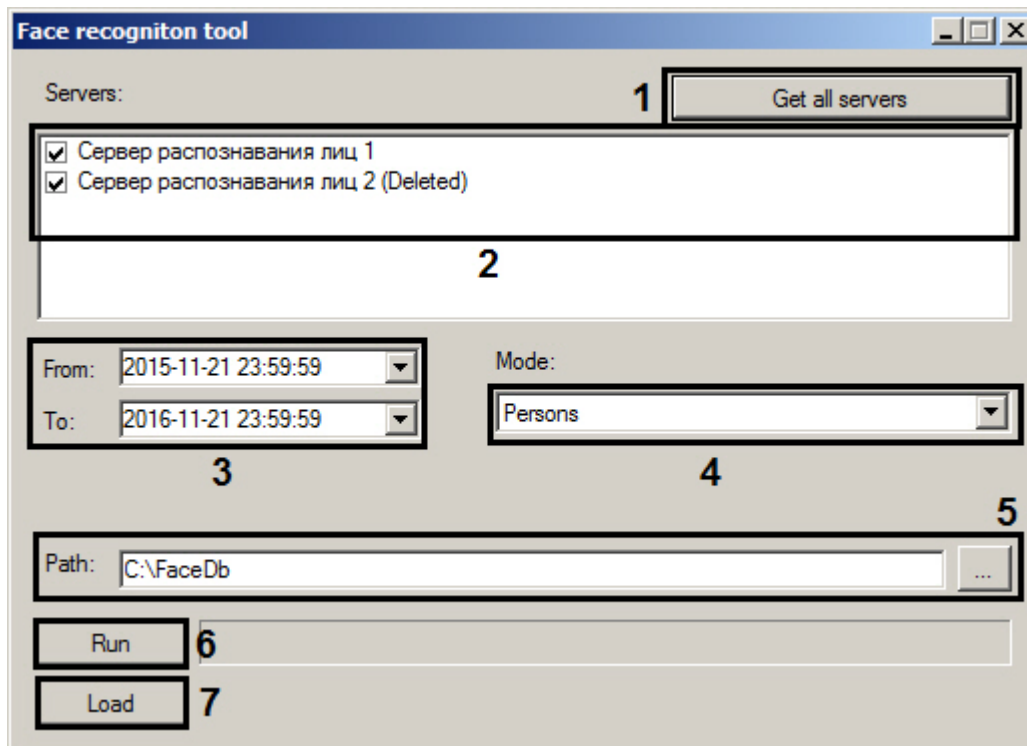 Face recogniton tool
Servers:
1
Get all servers
Сервер распознавания лиц 1
Сервер распознавания лиц 2 (Deleted)
2
From: 2015-11-21 23:59:59
To: 2016-11-21 23:59:59
3
Mode:
Persons
4
5
Path: C:\FaceDb ...
Run 6
Load 7